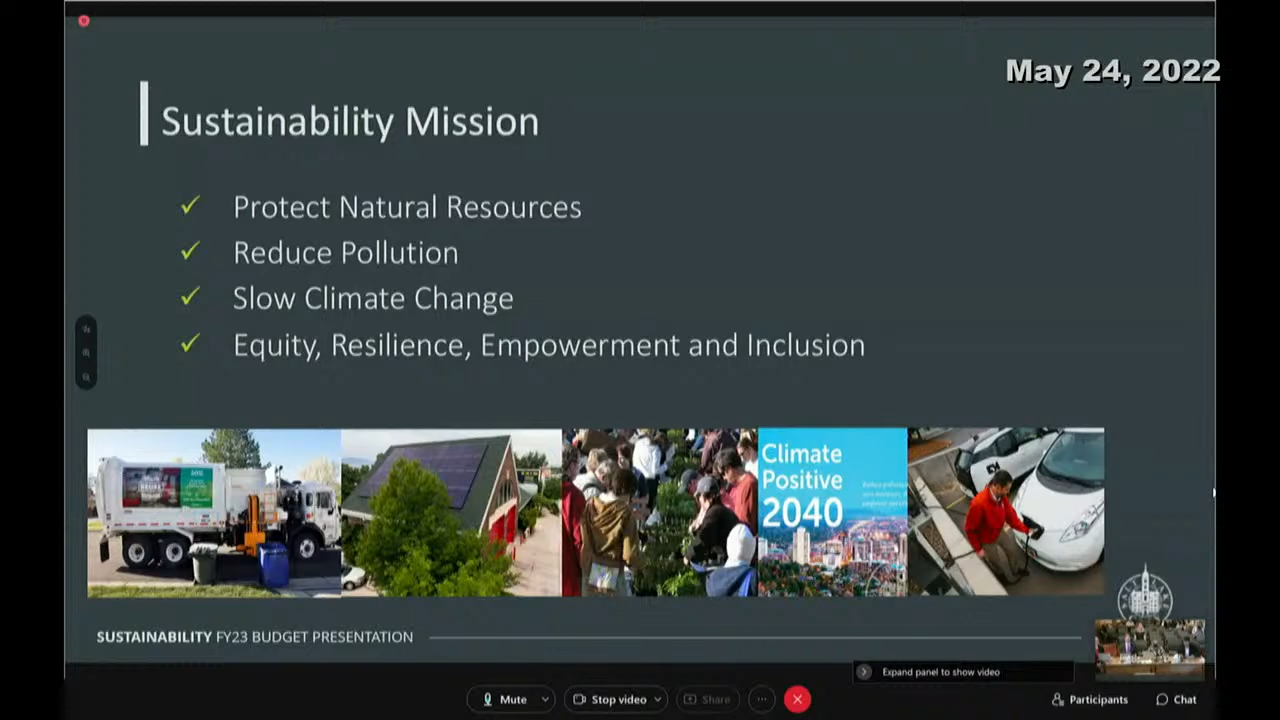 May 24, 2022
Sustainability Mission
✓ Protect Natural Resources
✓ Reduce Pollution
✓ Slow Climate Change
✓ Equity, Resilience, Empowerment and Inclusion
Climate
Positive
2040
SUSTAINABILITY FY23 BUDGET PRESENTATION
Expand panel to show video
Mute
Stop video
Share
Participants
Chat